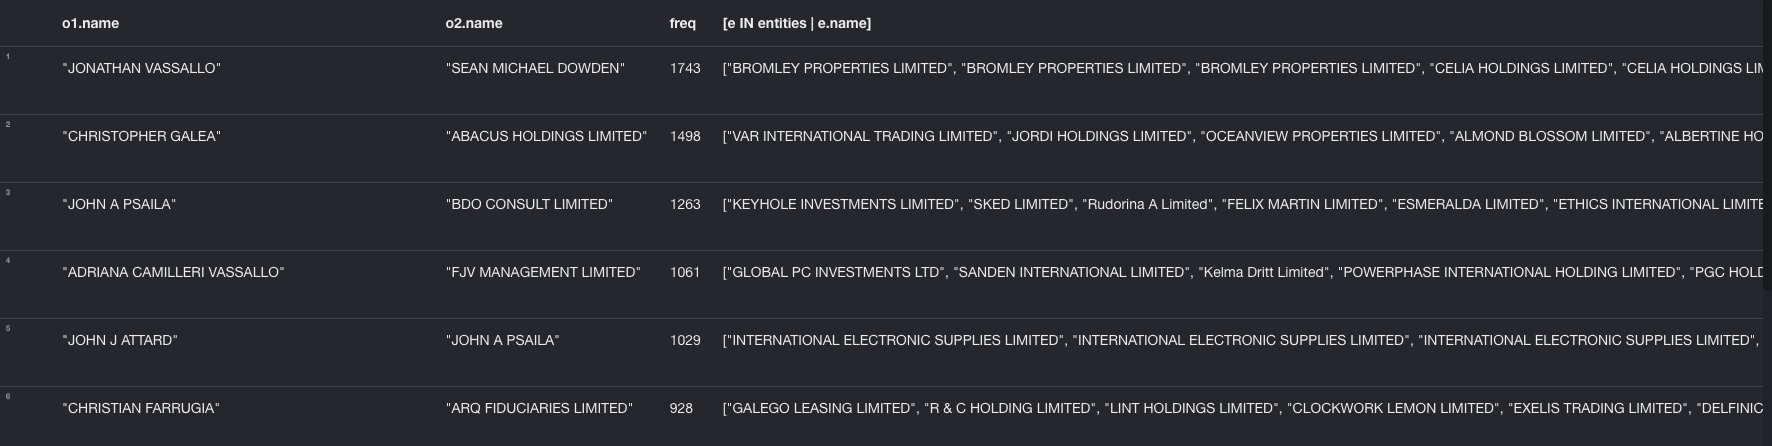 o1.name o2.name freq [e IN entities | e.name]
1 "JONATHAN VASSALLO" "SEAN MICHAEL DOWDEN" 1743 ["BROMLEY PROPERTIES LIMITED", "BROMLEY PROPERTIES LIMITED", "BROMLEY PROPERTIES LIMITED", "CELIA HOLDINGS LIMITED", "CELIA HOLDINGS LIM
2 "CHRISTOPHER GALEA" "ABACUS HOLDINGS LIMITED" 1498 ["VAR INTERNATIONAL TRADING LIMITED", "JORDI HOLDINGS LIMITED", "OCEANVIEW PROPERTIES LIMITED", "ALMOND BLOSSOM LIMITED", "ALBERTINE HO
3 "JOHN A PSAILA" "BDO CONSULT LIMITED" 1263 ["KEYHOLE INVESTMENTS LIMITED", "SKED LIMITED", "Rudorina A Limited", "FELIX MARTIN LIMITED", "ESMERALDA LIMITED", "ETHICS INTERNATIONAL LIMITE
4 "ADRIANA CAMILLERI VASSALLO" "FJV MANAGEMENT LIMITED" 1061 ["GLOBAL PC INVESTMENTS LTD", "SANDEN INTERNATIONAL LIMITED", "Kelma Dritt Limited", "POWERPHASE INTERNATIONAL HOLDING LIMITED", "PGC HOLD
5 "JOHN J ATTARD" "JOHN A PSAILA" 1029 ["INTERNATIONAL ELECTRONIC SUPPLIES LIMITED", "INTERNATIONAL ELECTRONIC SUPPLIES LIMITED", "INTERNATIONAL ELECTRONIC SUPPLIES LIMITED",
6 "CHRISTIAN FARRUGIA" "ARQ FIDUCIARIES LIMITED" 928 ["GALEGO LEASING LIMITED", "R & C HOLDING LIMITED", "LINT HOLDINGS LIMITED", "CLOCKWORK LEMON LIMITED", "EXELIS TRADING LIMITED", "DELFINIC